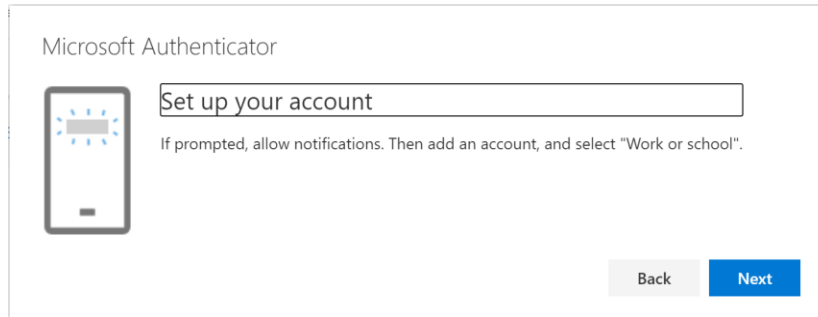 Microsoft Authenticator
Set up your account
If prompted, allow notifications. Then add an account, and select "Work or school".
Back
Next